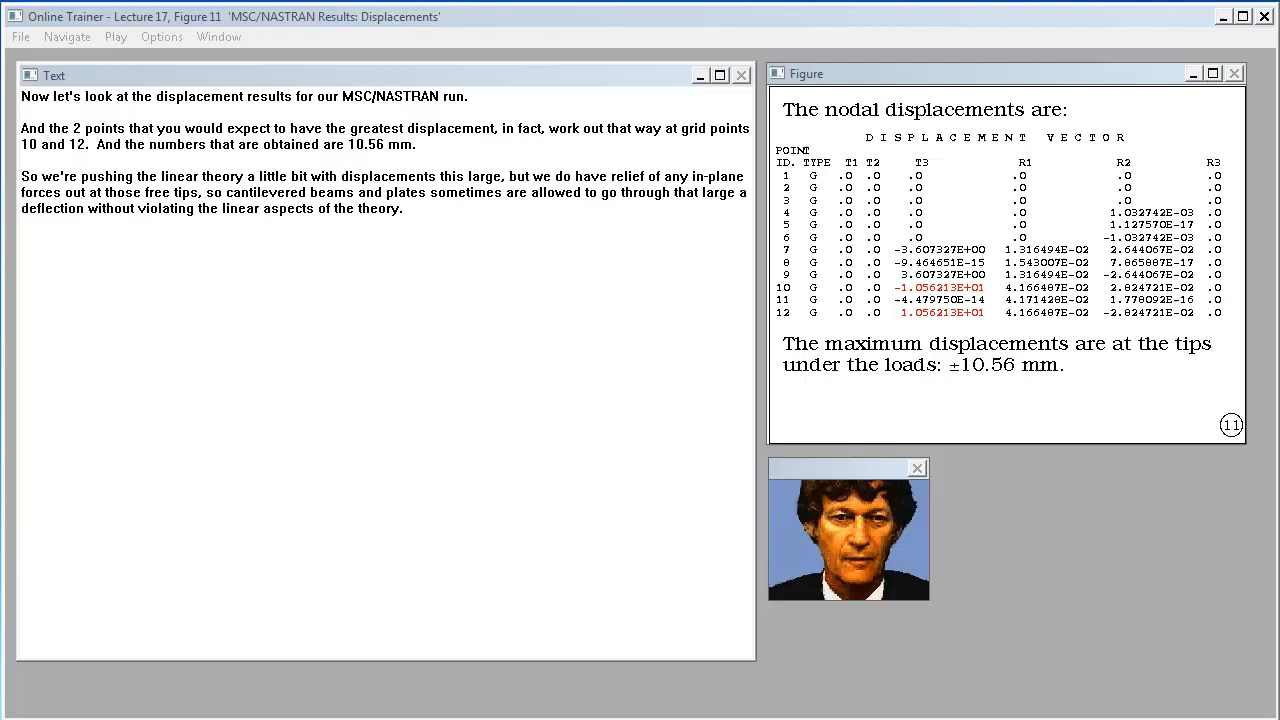 Online Trainer - Lecture 17, Figure 11 'MSC/NASTRAN Results: Displacements'
File Navigate Play Options Window
Text
Now let's look at the displacement results for our MSC/NASTRAN run.
And the 2 points that you would expect to have the greatest displacement, in fact, work out that way at grid points
10 and 12. And the numbers that are obtained are 10.56 mm.
So we're pushing the linear theory a little bit with displacements this large, but we do have relief of any in-plane
forces out at those free tips, so cantilevered beams and plates sometimes are allowed to go through that large a
deflection without violating the linear aspects of the theory.
Figure
The nodal displacements are:
D I S P L A C E M E N T V E C T O R
POINT
ID. TYPE T1 T2 T3 R1 R2 R3
1 G .0 .0 .0 .0 .0 .0
2 G .0 .0 .0 .0 .0 .0
3 G .0 .0 .0 .0 .0 .0
4 G .0 .0 .0 .0 1.032742E-03 .0
5 G .0 .0 .0 .0 1.127570E-17 .0
6 G .0 .0 .0 .0 -1.032742E-03 .0
7 G .0 .0 -3.607327E+00 1.316494E-02 2.644067E-02 .0
8 G .0 .0 -9.464651E-15 1.543007E-02 7.865887E-17 .0
9 G .0 .0 3.607327E+00 1.316494E-02 -2.644067E-02 .0
10 G .0 .0 -1.056213E+01 4.166487E-02 2.824721E-02 .0
11 G .0 .0 -4.479750E-14 4.171428E-02 1.778092E-16 .0
12 G .0 .0 1.056213E+01 4.166487E-02 -2.824721E-02 .0
The maximum displacements are at the tips
under the loads: ±10.56 mm.
11